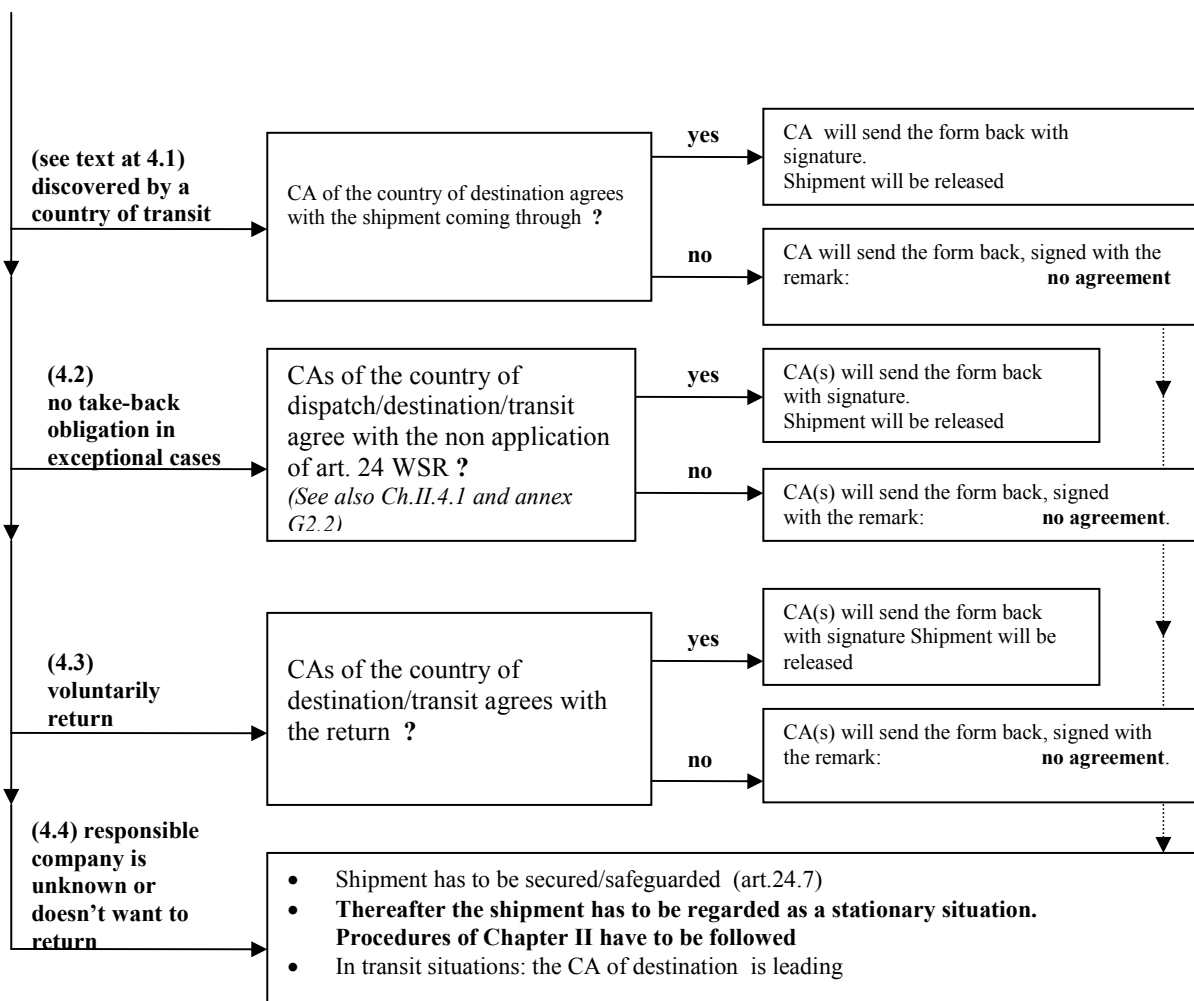 (see text at 4.1)
discovered by a
country of transit
CA of the country of destination agrees
with the shipment coming through ?
yes
CA will send the form back with
signature.
Shipment will be released
no
CA will send the form back, signed with the
remark: no agreement
(4.2)
no take-back
obligation in
exceptional cases
CAs of the country of
dispatch/destination/transit
agree with the non application
of art. 24 WSR ?
(See also Ch.II.4.1 and annex
G2.2)
yes
CA(s) will send the form back
with signature.
Shipment will be released
no
CA(s) will send the form back, signed
with the remark: no agreement.
(4.3)
voluntarily
return
CAs of the country of
destination/transit agrees with
the return ?
yes
CA(s) will send the form back
with signature Shipment will be
released
no
CA(s) will send the form back, signed with
the remark: no agreement.
(4.4) responsible
company is
unknown or
doesn't want to
return
• Shipment has to be secured/safeguarded (art.24.7)
• Thereafter the shipment has to be regarded as a stationary situation.
Procedures of Chapter II have to be followed
• In transit situations: the CA of destination is leading